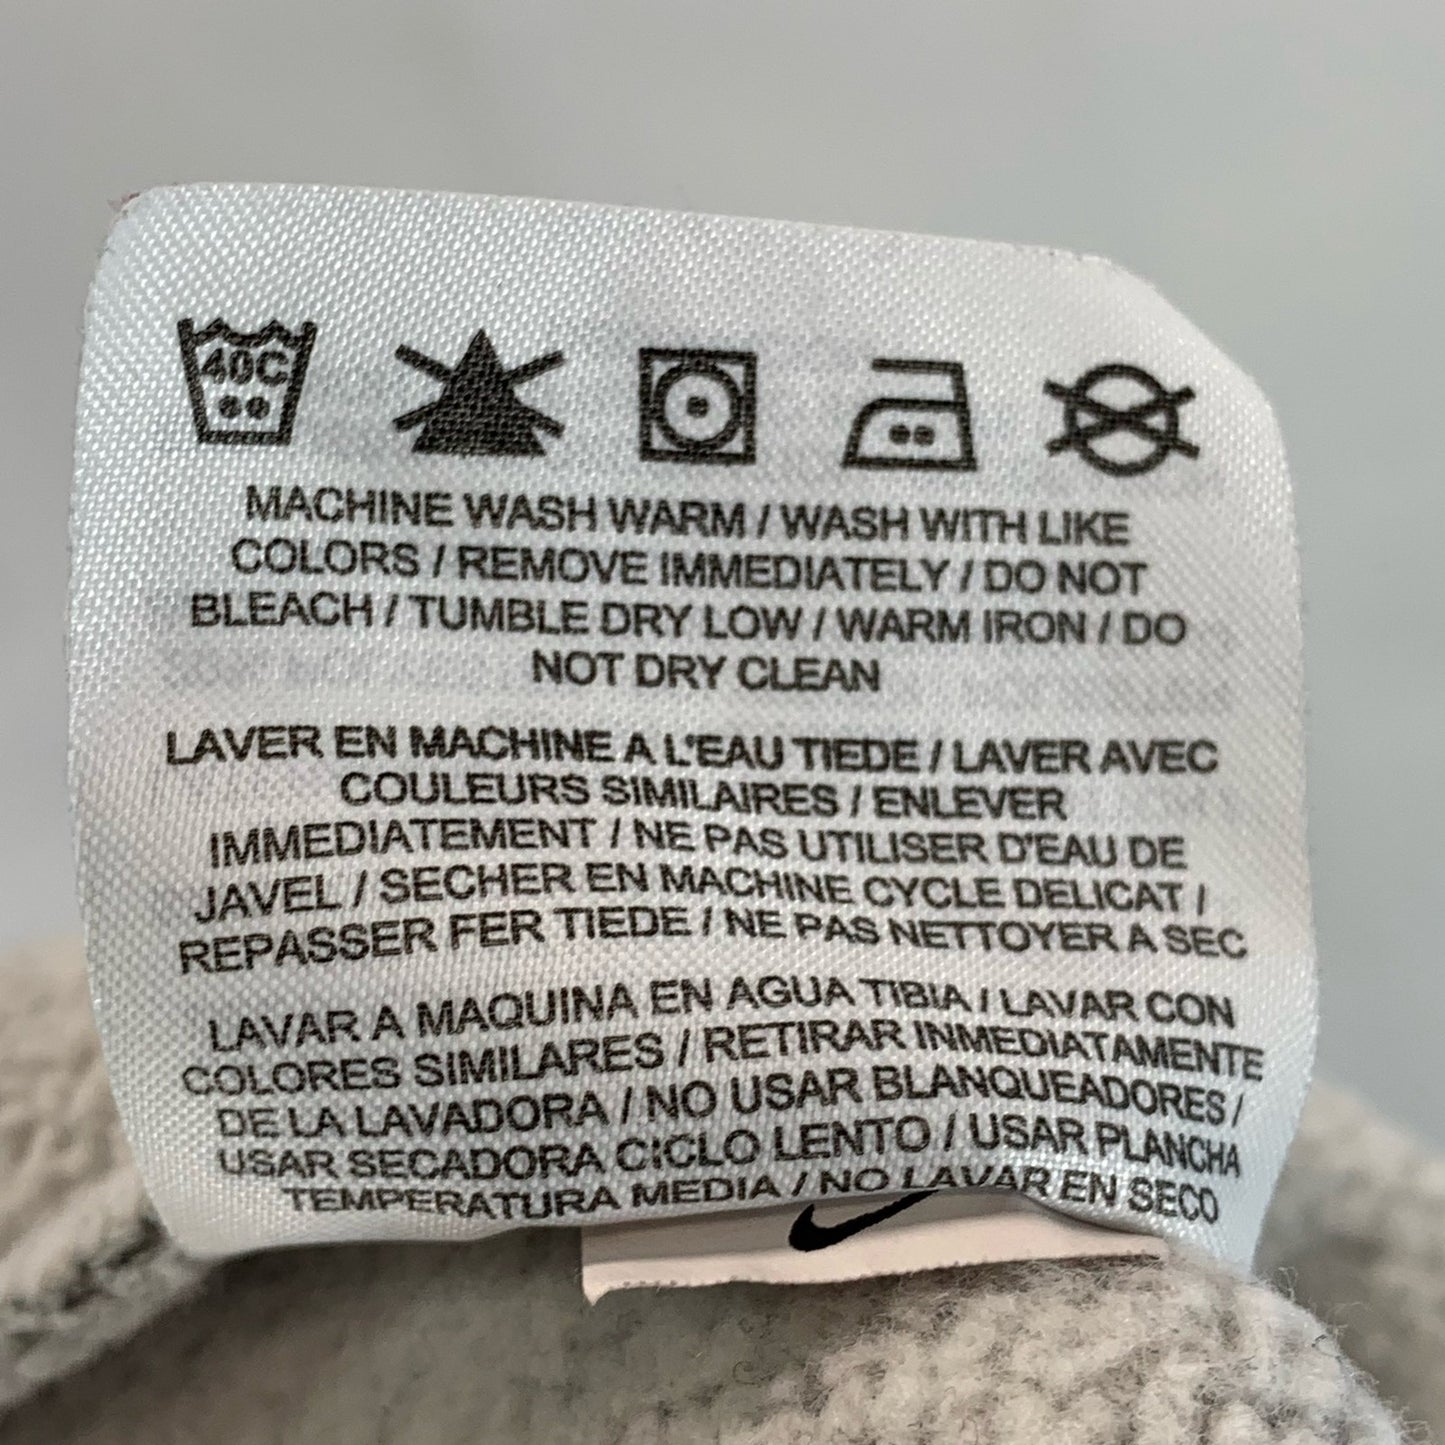 40C
MACHINE WASH WARM / WASH WITH LIKE
COLORS / REMOVE IMMEDIATELY / DO NOT
BLEACH / TUMBLE DRY LOW / WARM IRON / DO
NOT DRY CLEAN
LAVER EN MACHINE A L'EAU TIEDE / LAVER AVEC
COULEURS SIMILAIRES / ENLEVER
IMMEDIATEMENT / NE PAS UTILISER D'EAU DE
JAVEL / SECHER EN MACHINE CYCLE DELICAT /
REPASSER FER TIEDE / NE PAS NETTOYER A SEC
LAVAR A MAQUINA EN AGUA TIBIA / LAVAR CON
COLORES SIMILARES / RETIRAR INMEDIATAMENTE
DE LA LAVADORA / NO USAR BLANQUEADORES /
USAR SECADORA CICLO LENTO / USAR PLANCHA
TEMPERATURA MEDIA / NO LAVAR EN SECO